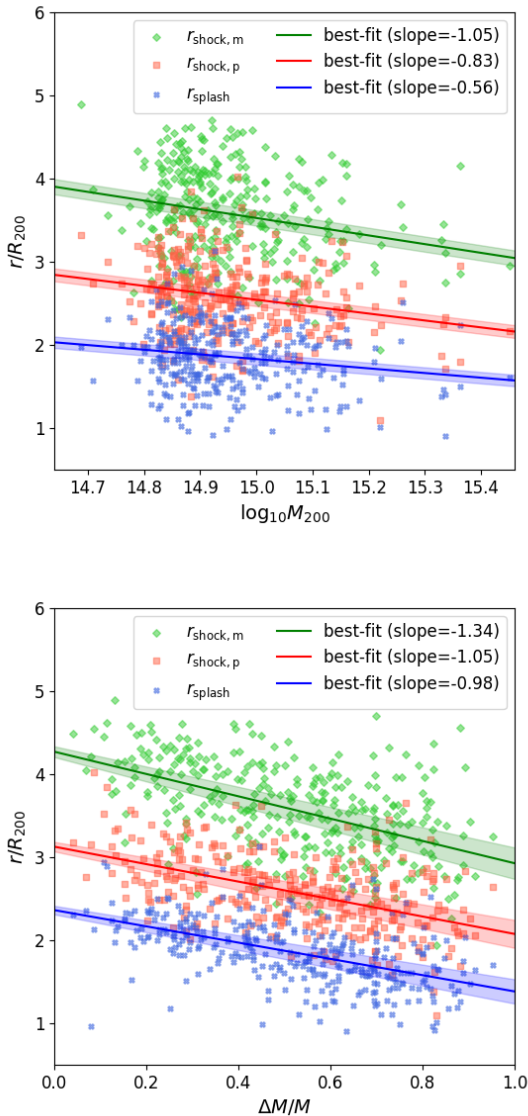 r_shock,m best-fit (slope=-1.05)
r_shock,p best-fit (slope=-0.83)
r_splash best-fit (slope=-0.56)
6
5
4
3
2
1
r/R_200
14.7 14.8 14.9 15.0 15.1 15.2 15.3 15.4
log_10 M_200
r_shock,m best-fit (slope=-1.34)
r_shock,p best-fit (slope=-1.05)
r_splash best-fit (slope=-0.98)
6
5
4
3
2
1
r/R_200
0.0 0.2 0.4 0.6 0.8 1.0
ΔM/M